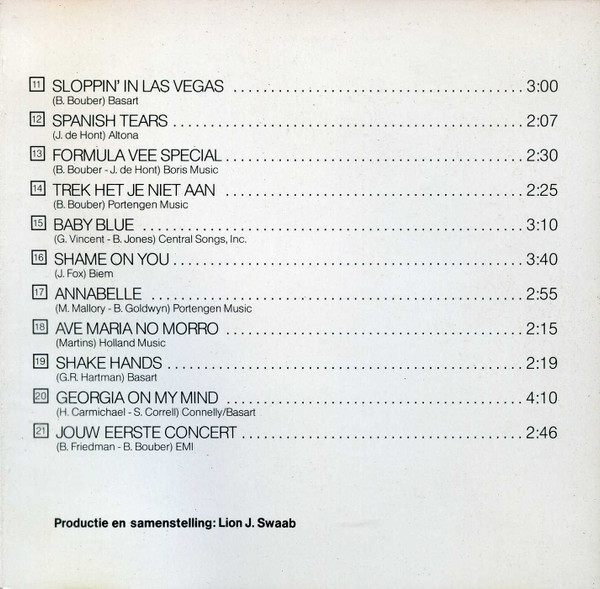 11 SLOPPIN' IN LAS VEGAS .............................. 3:00
(B. Bouber) Basart
12 SPANISH TEARS .............................. 2:07
(J. de Hont) Altona
13 FORMULA VEE SPECIAL .............................. 2:30
(B. Bouber - J. de Hont) Boris Music
14 TREK HET JE NIET AAN .............................. 2:25
(B. Bouber) Portengen Music
15 BABY BLUE .............................. 3:10
(G. Vincent - B. Jones) Central Songs, Inc.
16 SHAME ON YOU .............................. 3:40
(J. Fox) Biem
17 ANNABELLE .............................. 2:55
(M. Mallory - B. Goldwyn) Portengen Music
18 AVE MARIA NO MORRO .............................. 2:15
(Martins) Holland Music
19 SHAKE HANDS .............................. 2:19
(G.R. Hartman) Basart
20 GEORGIA ON MY MIND .............................. 4:10
(H. Carmichael - S. Correll) Connelly/Basart
21 JOUW EERSTE CONCERT .............................. 2:46
(B. Friedman - B. Bouber) EMI
Productie en samenstelling: Lion J. Swaab